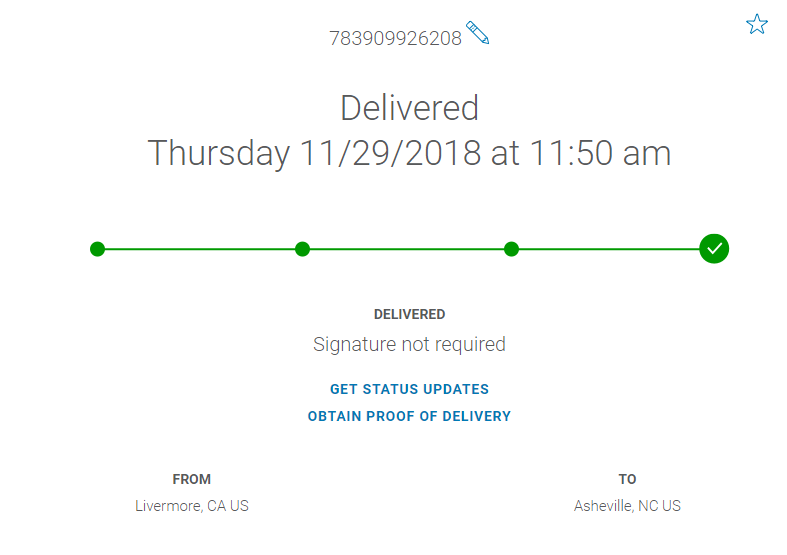 783909926208
Delivered
Thursday 11/29/2018 at 11:50 am
DELIVERED
Signature not required
GET STATUS UPDATES
OBTAIN PROOF OF DELIVERY
FROM
Livermore, CA US
TO
Asheville, NC US